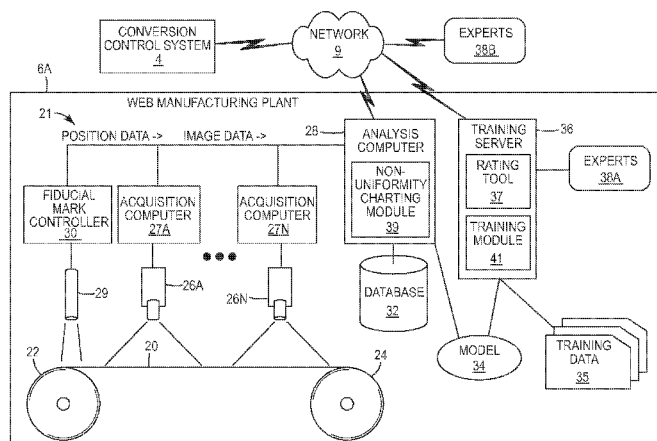 CONVERSION
CONTROL SYSTEM
4
NETWORK
9
EXPERTS
38B
6A
WEB MANUFACTURING PLANT
21
POSITION DATA -> IMAGE DATA ->
28
ANALYSIS
COMPUTER
NON-
UNIFORMITY
CHARTING
MODULE
39
TRAINING
SERVER
36
RATING
TOOL
37
TRAINING
MODULE
41
EXPERTS
38A
FIDUCIAL
MARK
CONTROLLER
30
ACQUISITION
COMPUTER
27A
ACQUISITION
COMPUTER
27N
29
26A
26N
DATABASE
32
MODEL
34
TRAINING
DATA
35
22
20
24